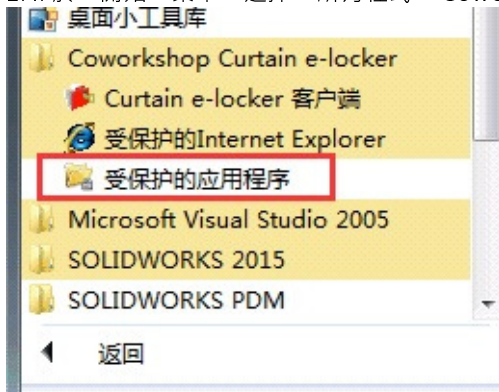 桌面小工具库
Coworkshop Curtain e-locker
Curtain e-locker 客户端
受保护的Internet Explorer
受保护的应用程序
Microsoft Visual Studio 2005
SOLIDWORKS 2015
SOLIDWORKS PDM
返回